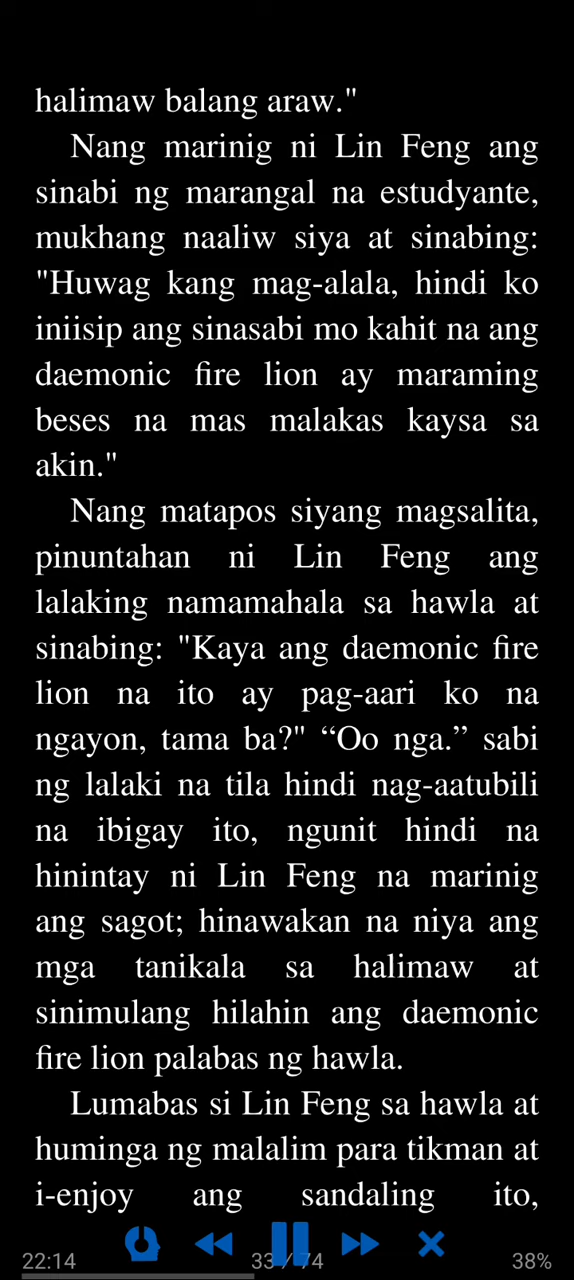 halimaw balang araw."
Nang marinig ni Lin Feng ang
sinabi ng marangal na estudyante,
mukhang naaliw siya at sinabing:
"Huwag kang mag-alala, hindi ko
iniisip ang sinasabi mo kahit na ang
daemonic fire lion ay maraming
beses na mas malakas kaysa sa
akin."
Nang matapos siyang magsalita,
pinuntahan ni Lin Feng ang
lalaking namamahala sa hawla at
sinabing: "Kaya ang daemonic fire
lion na ito ay pag-aari ko na
ngayon, tama ba?" “Oo nga.” sabi
ng lalaki na tila hindi nag-aatubili
na ibigay ito, ngunit hindi na
hinintay ni Lin Feng na marinig
ang sagot; hinawakan na niya ang
mga tanikala sa halimaw at
sinimulang hilahin ang daemonic
fire lion palabas ng hawla.
Lumabas si Lin Feng sa hawla at
huminga ng malalim para tikman at
i-enjoy ang sandaling ito,
22:14 33 / 74 38%